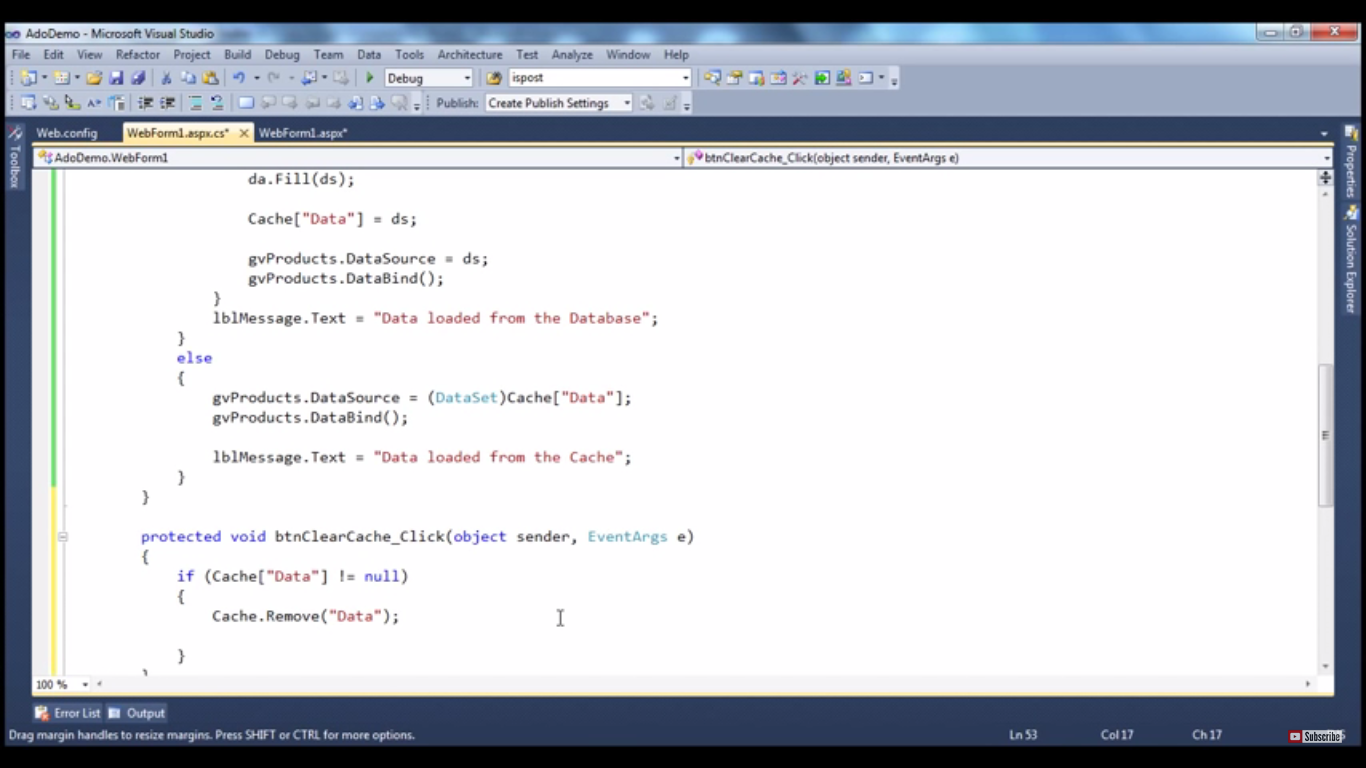 AdoDemo - Microsoft Visual Studio
File Edit View Refactor Project Build Debug Team Data Tools Architecture Test Analyze Window Help
Debug ispost
Publish: Create Publish Settings
Web.config WebForm1.aspx.cs* WebForm1.aspx*
AdoDemo.WebForm1 btnClearCache_Click(object sender, EventArgs e)
Toolbox
Properties
Solution Explorer
da.Fill(ds);
Cache["Data"] = ds;
gvProducts.DataSource = ds;
gvProducts.DataBind();
}
lblMessage.Text = "Data loaded from the Database";
}
else
{
gvProducts.DataSource = (DataSet)Cache["Data"];
gvProducts.DataBind();
lblMessage.Text = "Data loaded from the Cache";
}
}
protected void btnClearCache_Click(object sender, EventArgs e)
{
if (Cache["Data"] != null)
{
Cache.Remove("Data");
}
100 %
Error List Output
Drag margin handles to resize margins. Press SHIFT or CTRL for more options. Ln 53 Col 17 Ch 17 Subscribe